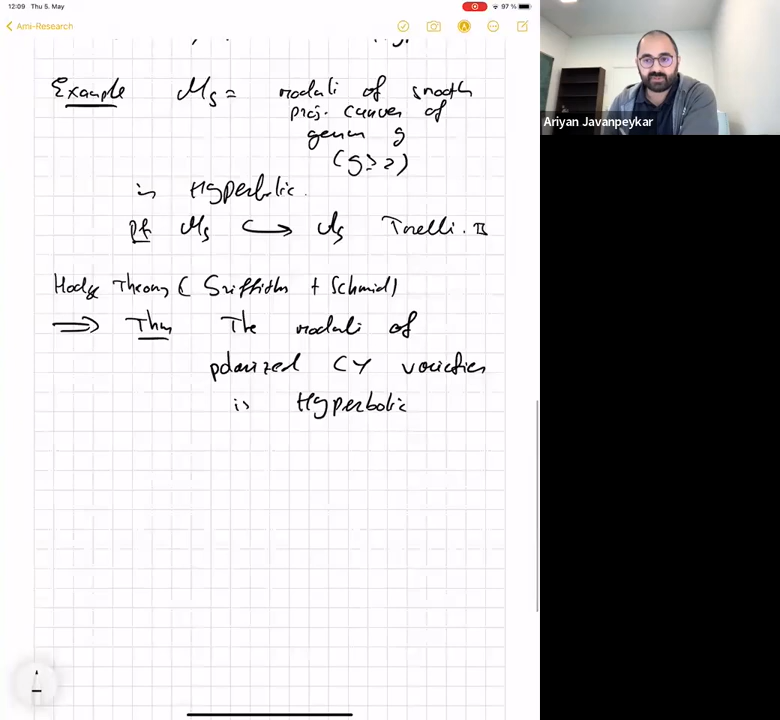 12:09 Thu 5. May
97 %
Ami-Research
Ariyan Javanpeykar
Example M_g = moduli of smooth
proj. curves of
genus g
(g ≥ 2)
is Hyperbolic.
Pf M_g ↪ A_g Torelli.
Hodge Theory (Griffiths + Schmid)
⟹ Thm The moduli of
polarized CY varieties
is Hyperbolic